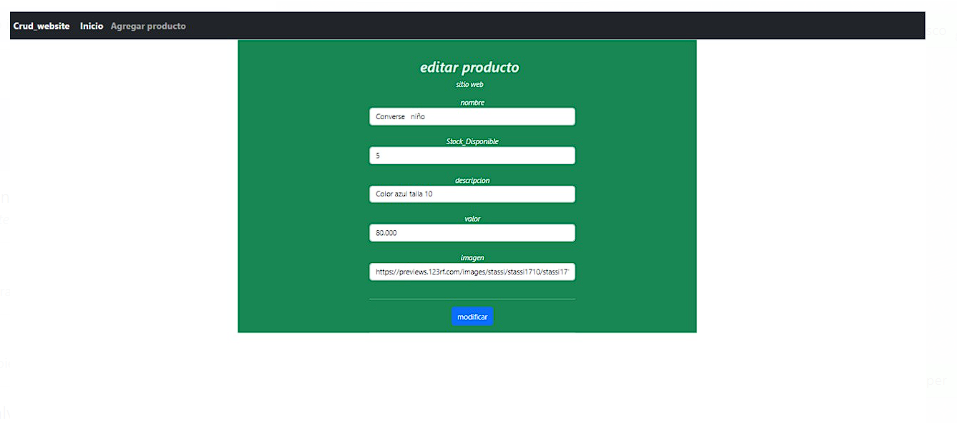 Crud_website Inicio Agregar producto
editar producto
sitio web
nombre
Converse niño
Stock_Disponible
5
descripcion
Color azul talla 10
valor
80.000
imagen
https://previews.123rf.com/images/stassi/stassi1710/stassi17
modificar